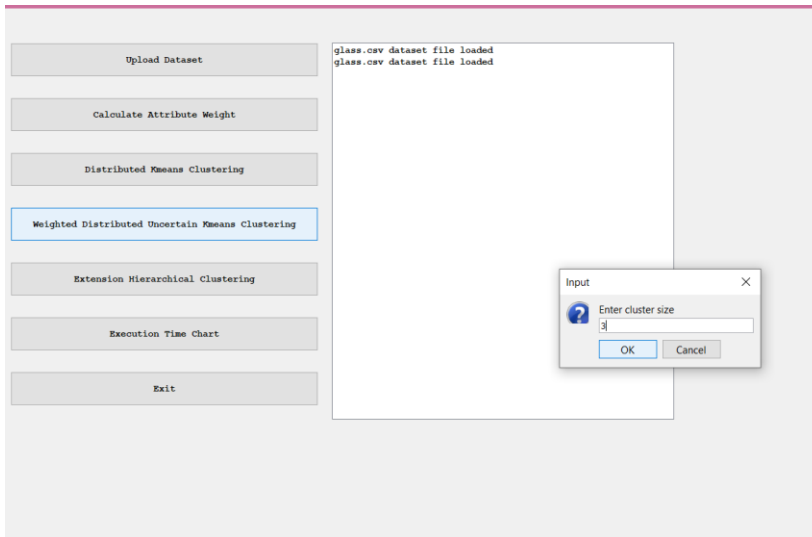 Upload Dataset
Calculate Attribute Weight
Distributed Kmeans Clustering
Weighted Distributed Uncertain Kmeans Clustering
Extension Hierarchical Clustering
Execution Time Chart
Exit
glass.csv dataset file loaded
glass.csv dataset file loaded
Input
Enter cluster size
3
OK
Cancel